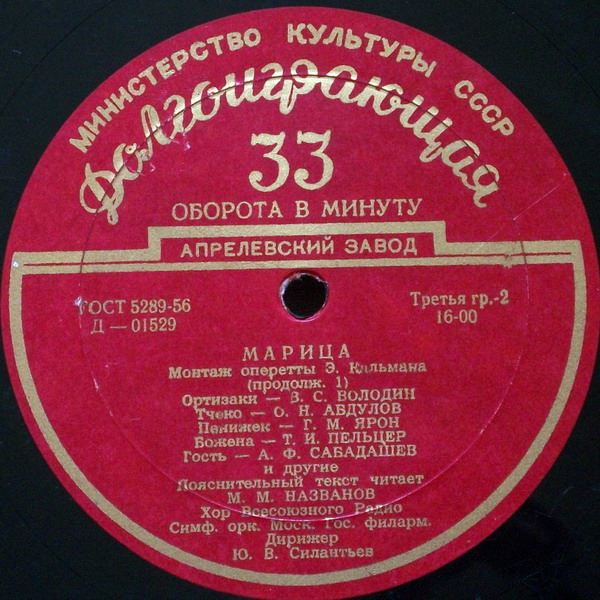 МИНИСТЕРСТВО КУЛЬТУРЫ СССР
Долгоиграющая
33
ОБОРОТА В МИНУТУ
АПРЕЛЕВСКИЙ ЗАВОД
ГОСТ 5289-56
Д — 01529
Третья гр.-2
16-00
МАРИЦА
Монтаж оперетты Э. Кальмана
(продолж. 1)
Ортизаки — В. С. ВОЛОДИН
Тчеко — О. Н. АБДУЛОВ
Пенижек — Г. М. ЯРОН
Божена — Т. И. ПЕЛЬЦЕР
Гость — А. Ф. САБАДАШЕВ
и другие
Пояснительный текст читает
М. М. НАЗВАНОВ
Хор Всесоюзного Радио
Симф. орк. Моск. Гос. филарм.
Дирижер
Ю. В. Силантьев